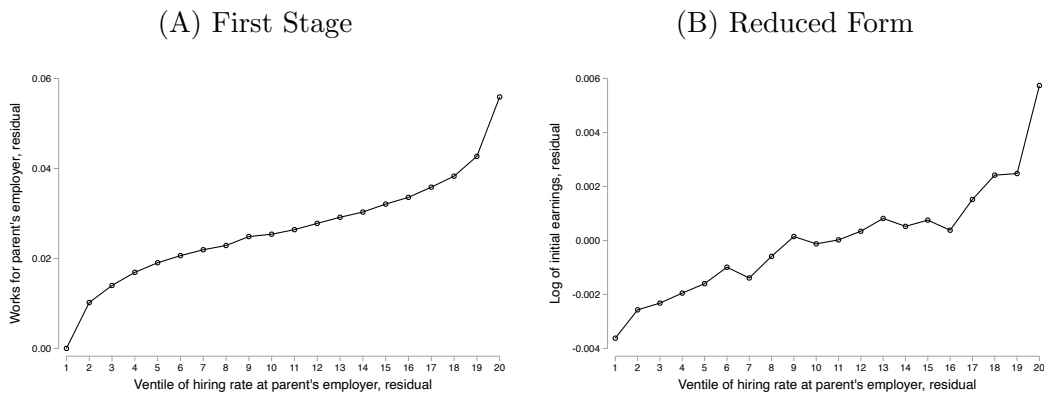 (A) First Stage
(B) Reduced Form
0.06
0.04
0.02
0.00
Works for parent's employer, residual
1 2 3 4 5 6 7 8 9 10 11 12 13 14 15 16 17 18 19 20
Ventile of hiring rate at parent's employer, residual
0.006
0.004
0.002
0.000
-0.002
-0.004
Log of initial earnings, residual
1 2 3 4 5 6 7 8 9 10 11 12 13 14 15 16 17 18 19 20
Ventile of hiring rate at parent's employer, residual